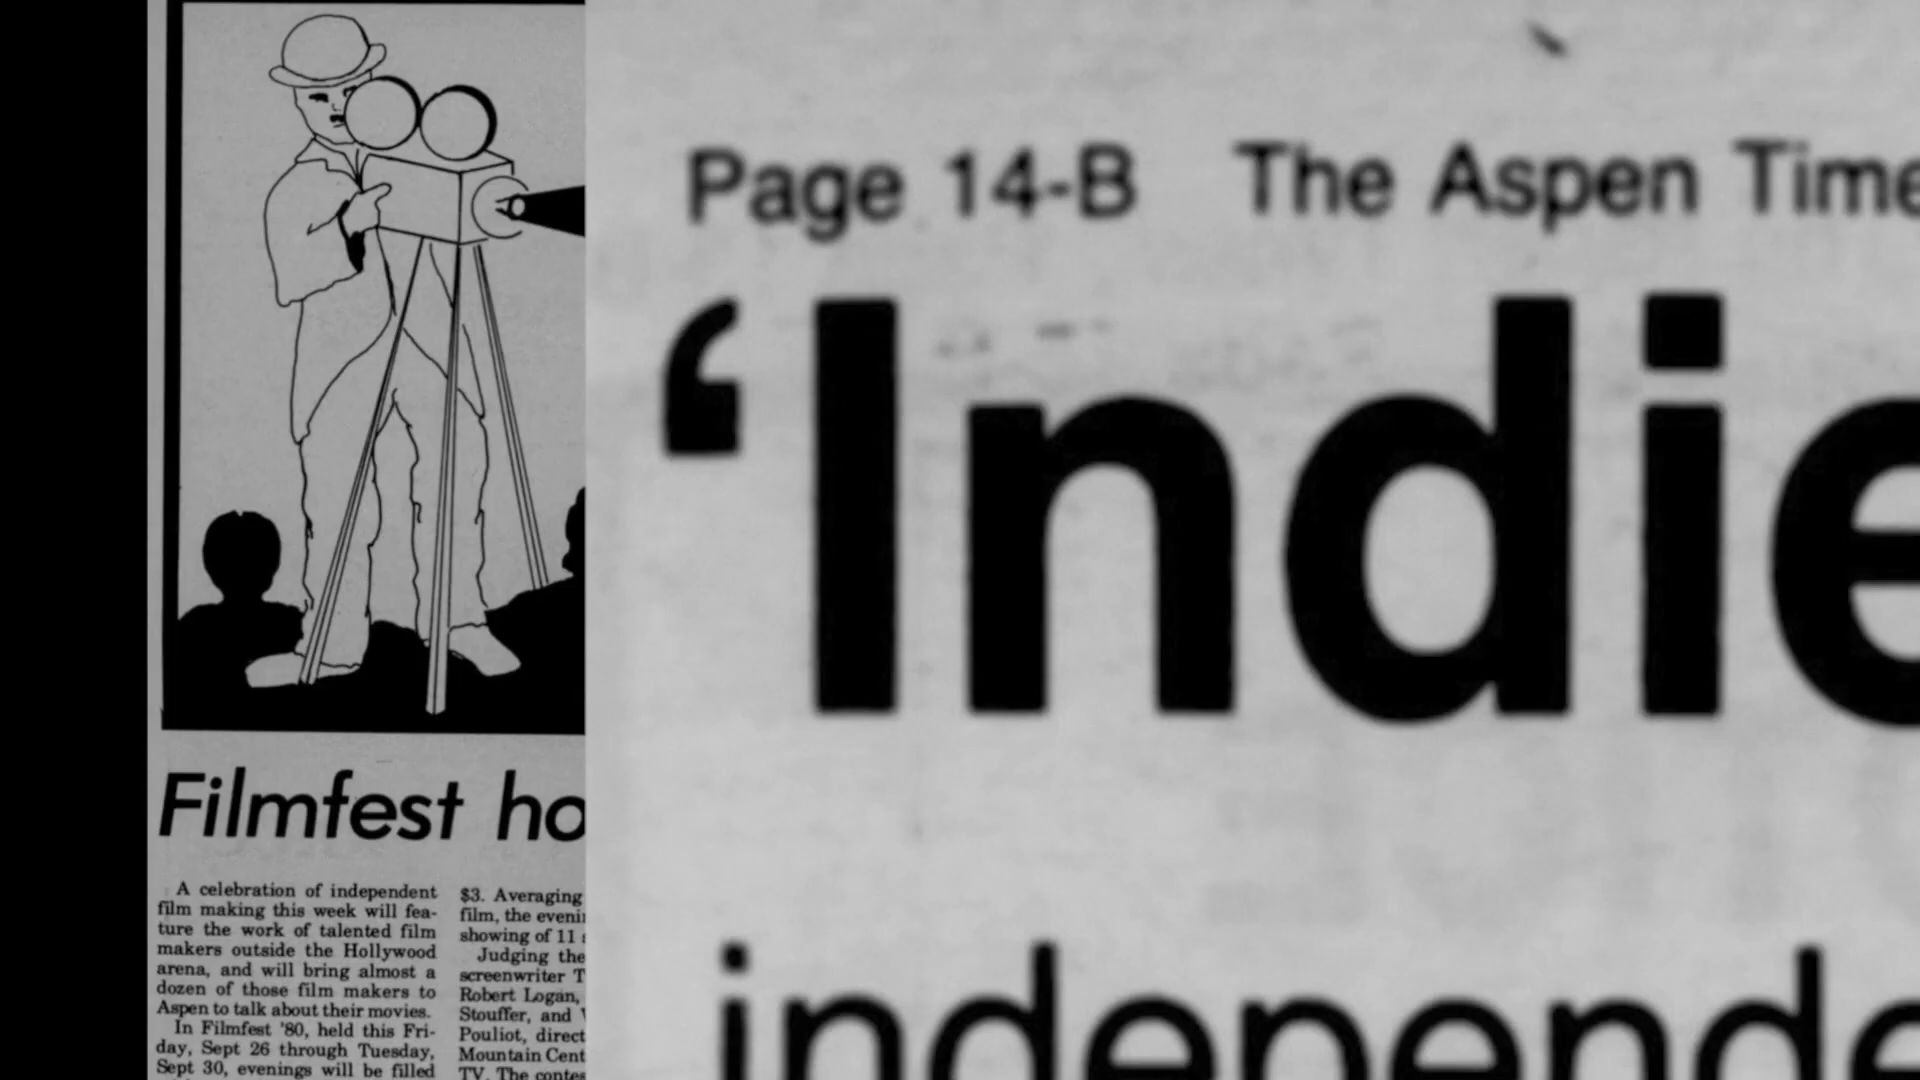 Filmfest ho
A celebration of independent
film making this week will fea-
ture the work of talented film
makers outside the Hollywood
arena, and will bring almost a
dozen of those film makers to
Aspen to talk about their movies.
In Filmfest '80, held this Fri-
day, Sept 26 through Tuesday,
Sept 30, evenings will be filled
$3. Averaging
film, the eveni
showing of 11
Judging the
screenwriter T
Robert Logan,
Stouffer, and
Pouliot, direct
Mountain Cent
TV. The contes
Page 14-B The Aspen Time
‘Indie
independe